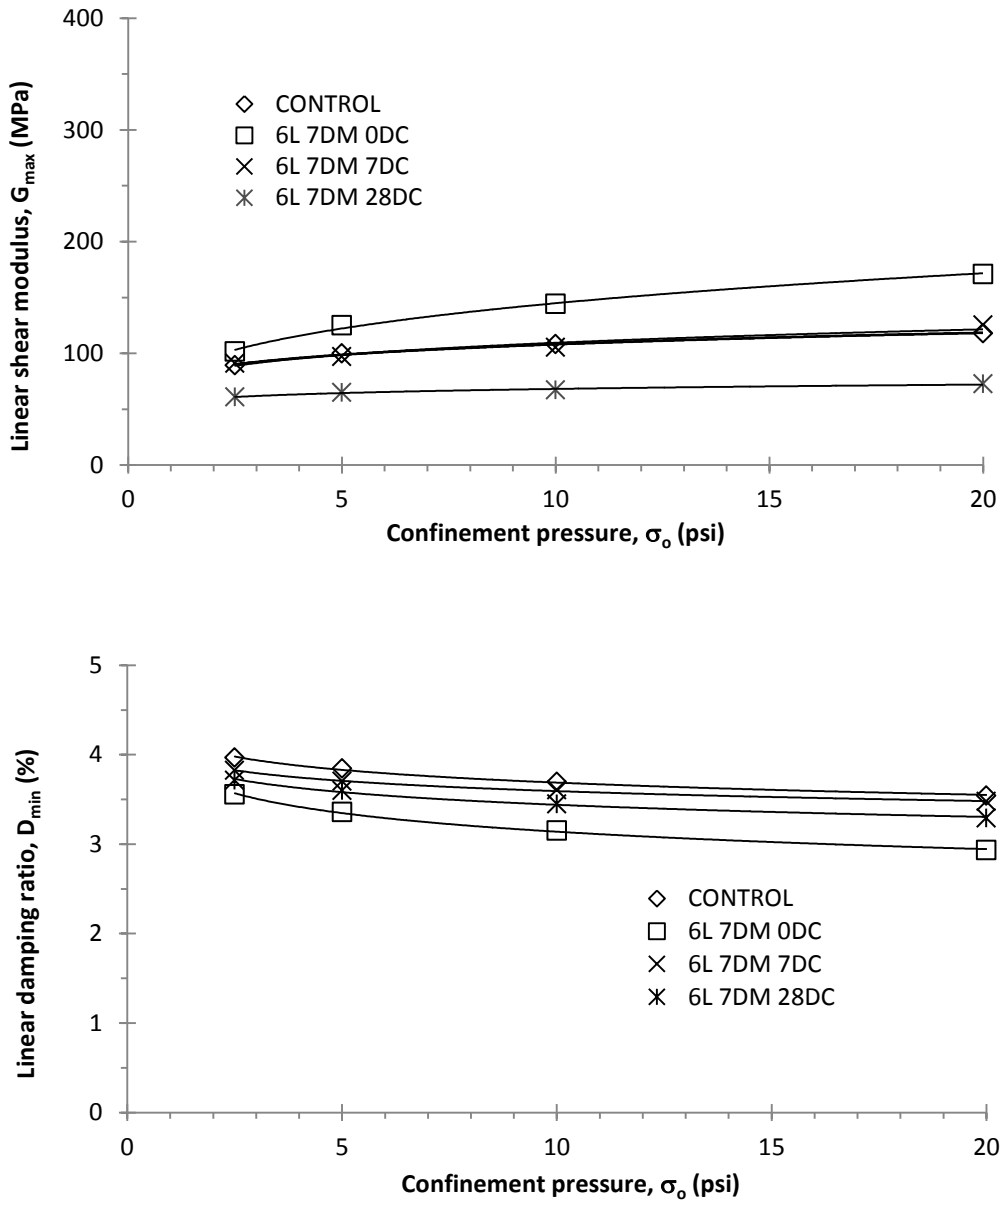 400
300
200
100
0
Linear shear modulus, Gmax (MPa)
CONTROL
6L 7DM 0DC
6L 7DM 7DC
6L 7DM 28DC
0 5 10 15 20
Confinement pressure, σo (psi)
5
4
3
2
1
0
Linear damping ratio, Dmin (%)
CONTROL
6L 7DM 0DC
6L 7DM 7DC
6L 7DM 28DC
0 5 10 15 20
Confinement pressure, σo (psi)